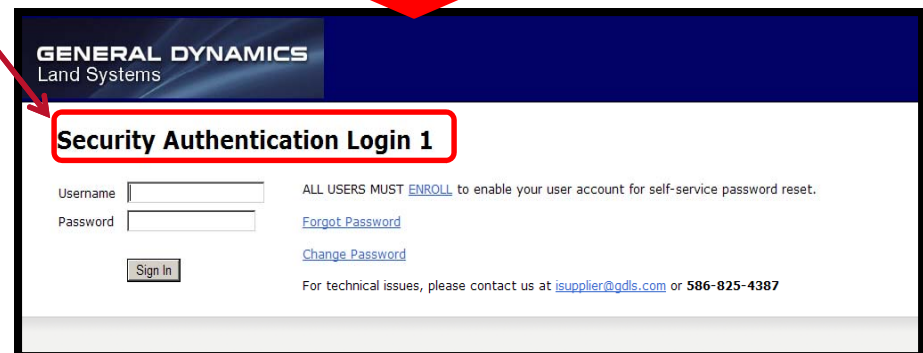 GENERAL DYNAMICS
Land Systems
Security Authentication Login 1
Username
ALL USERS MUST ENROLL to enable your user account for self-service password reset.
Password
Forgot Password
Change Password
Sign In
For technical issues, please contact us at isupplier@gdls.com or 586-825-4387